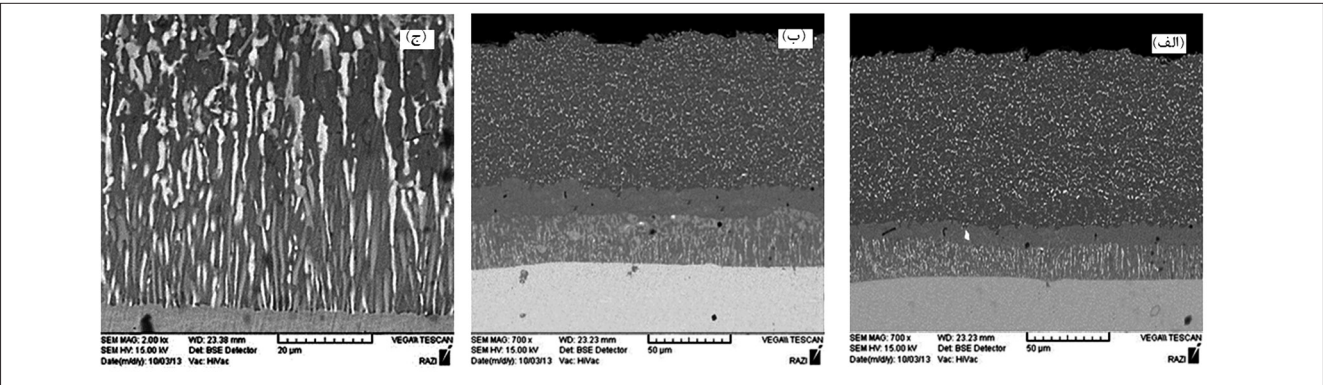 (ج)
SEM MAG: 2.00 kx WD: 23.38 mm
SEM HV: 15.00 kV Det: BSE Detector
Date(m/d/y): 10/03/13 Vac: HiVac
20 µm
VEGA\\ TESCAN
RAZI
(ب)
SEM MAG: 700 x WD: 23.23 mm
SEM HV: 15.00 kV Det: BSE Detector
Date(m/d/y): 10/03/13 Vac: HiVac
50 µm
VEGA\\ TESCAN
RAZI
(الف)
SEM MAG: 700 x WD: 23.23 mm
SEM HV: 15.00 kV Det: BSE Detector
Date(m/d/y): 10/03/13 Vac: HiVac
50 µm
VEGA\\ TESCAN
RAZI